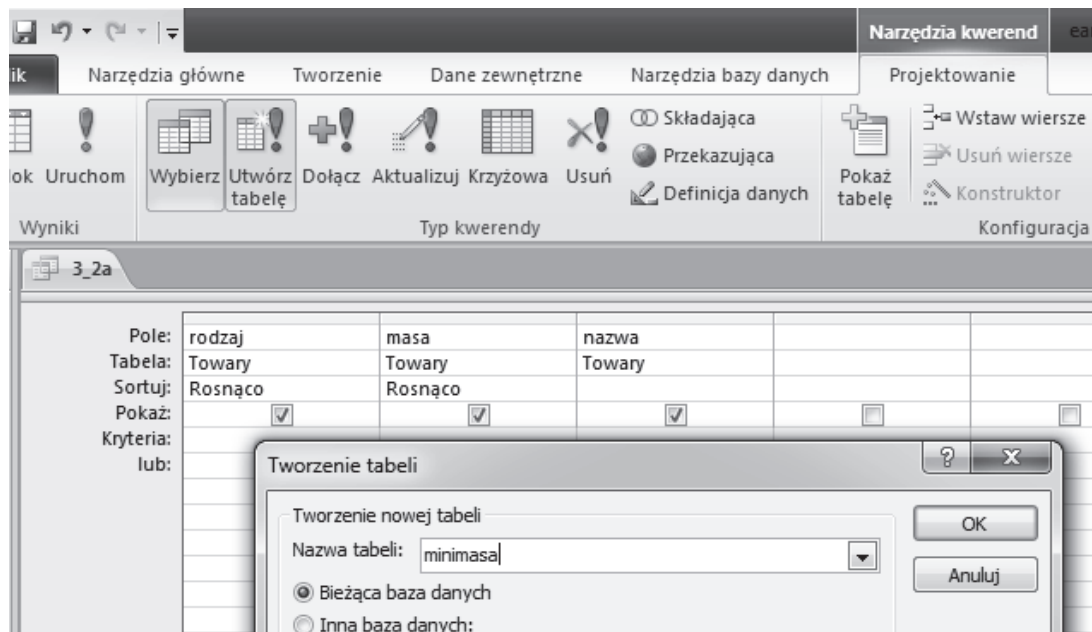 Narzędzia kwerend
Narzędzia główne Tworzenie Dane zewnętrzne Narzędzia bazy danych Projektowanie
Uruchom Wybierz Utwórz tabelę Dołącz Aktualizuj Krzyżowa Usuń
Składająca
Przekazująca
Definicja danych
Pokaż tabelę
Wstaw wiersze
Usuń wiersze
Konstruktor
Wyniki Typ kwerendy Konfiguracja
3_2a
Pole: rodzaj masa nazwa
Tabela: Towary Towary Towary
Sortuj: Rosnąco Rosnąco
Pokaż:
Kryteria:
lub:
Tworzenie tabeli
Tworzenie nowej tabeli
Nazwa tabeli: minimasa
Bieżąca baza danych
Inna baza danych:
OK
Anuluj